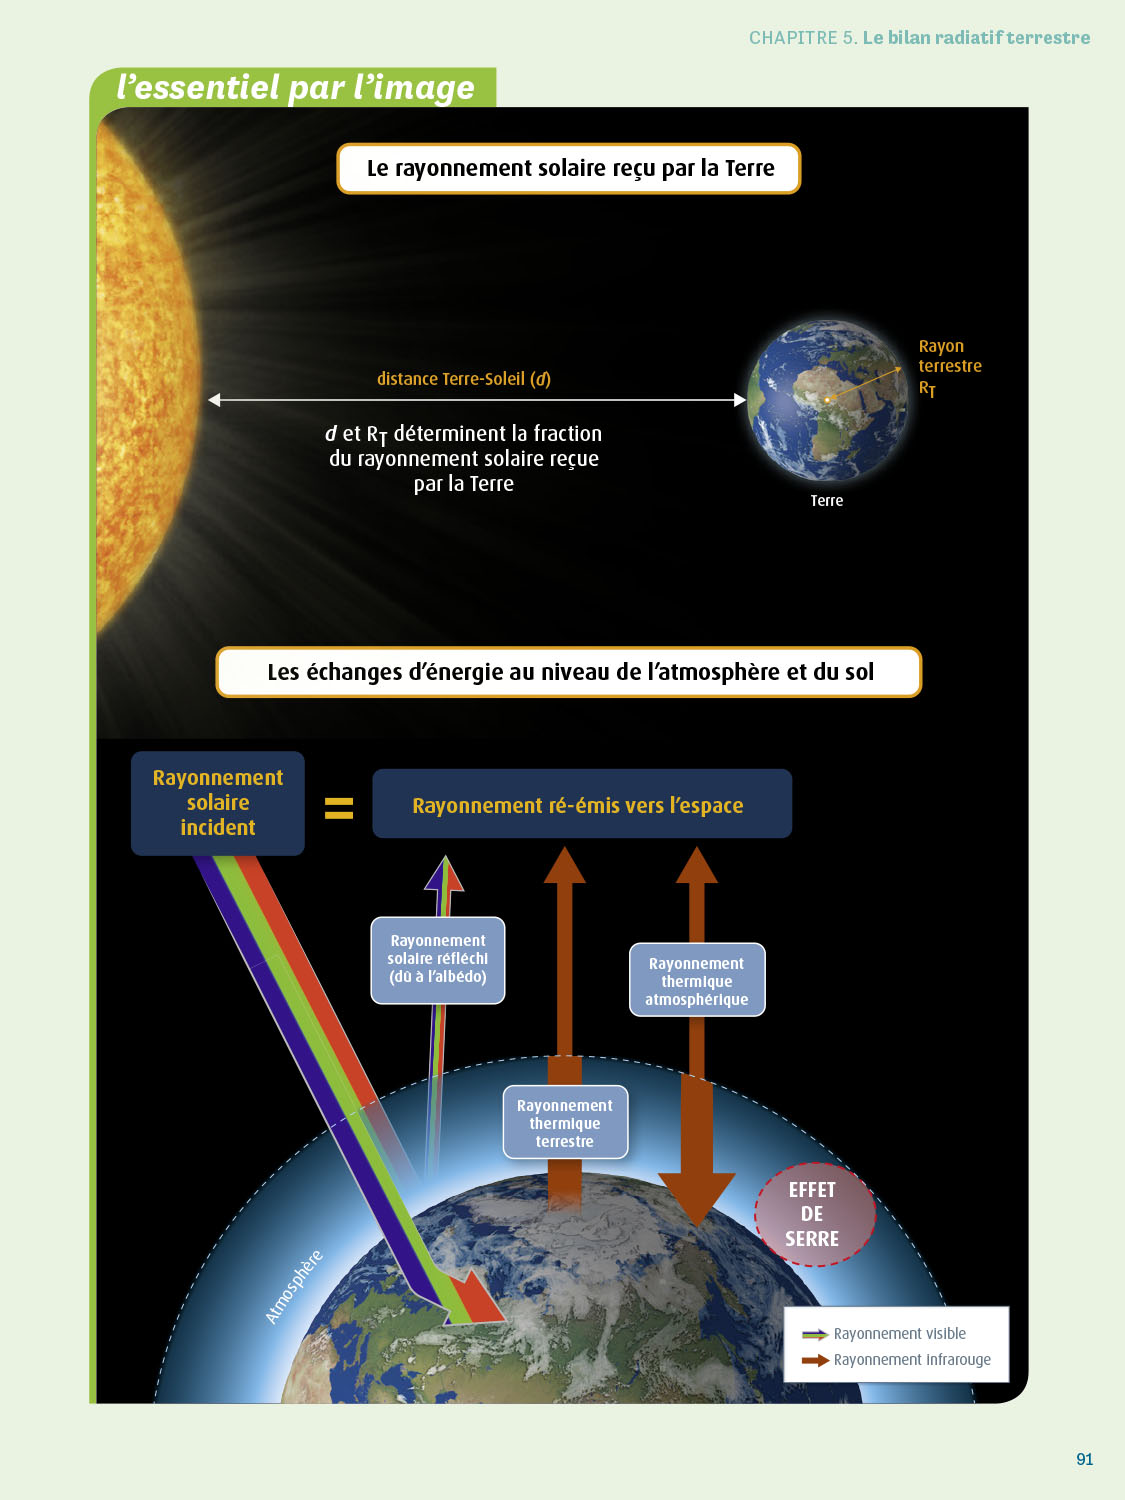 CHAPITRE 5. Le bilan radiatif terrestre
l'essentiel par l'image
Le rayonnement solaire reçu par la Terre
distance Terre-Soleil (d)
d et RT déterminent la fraction
du rayonnement solaire reçue
par la Terre
Rayon
terrestre
RT
Terre
Les échanges d'énergie au niveau de l'atmosphère et du sol
Rayonnement
solaire
incident
=
Rayonnement ré-émis vers l'espace
Rayonnement
solaire réfléchi
(dû à l'albédo)
Rayonnement
thermique
atmosphérique
Rayonnement
thermique
terrestre
EFFET
DE
SERRE
Atmosphère
Rayonnement visible
Rayonnement infrarouge
91